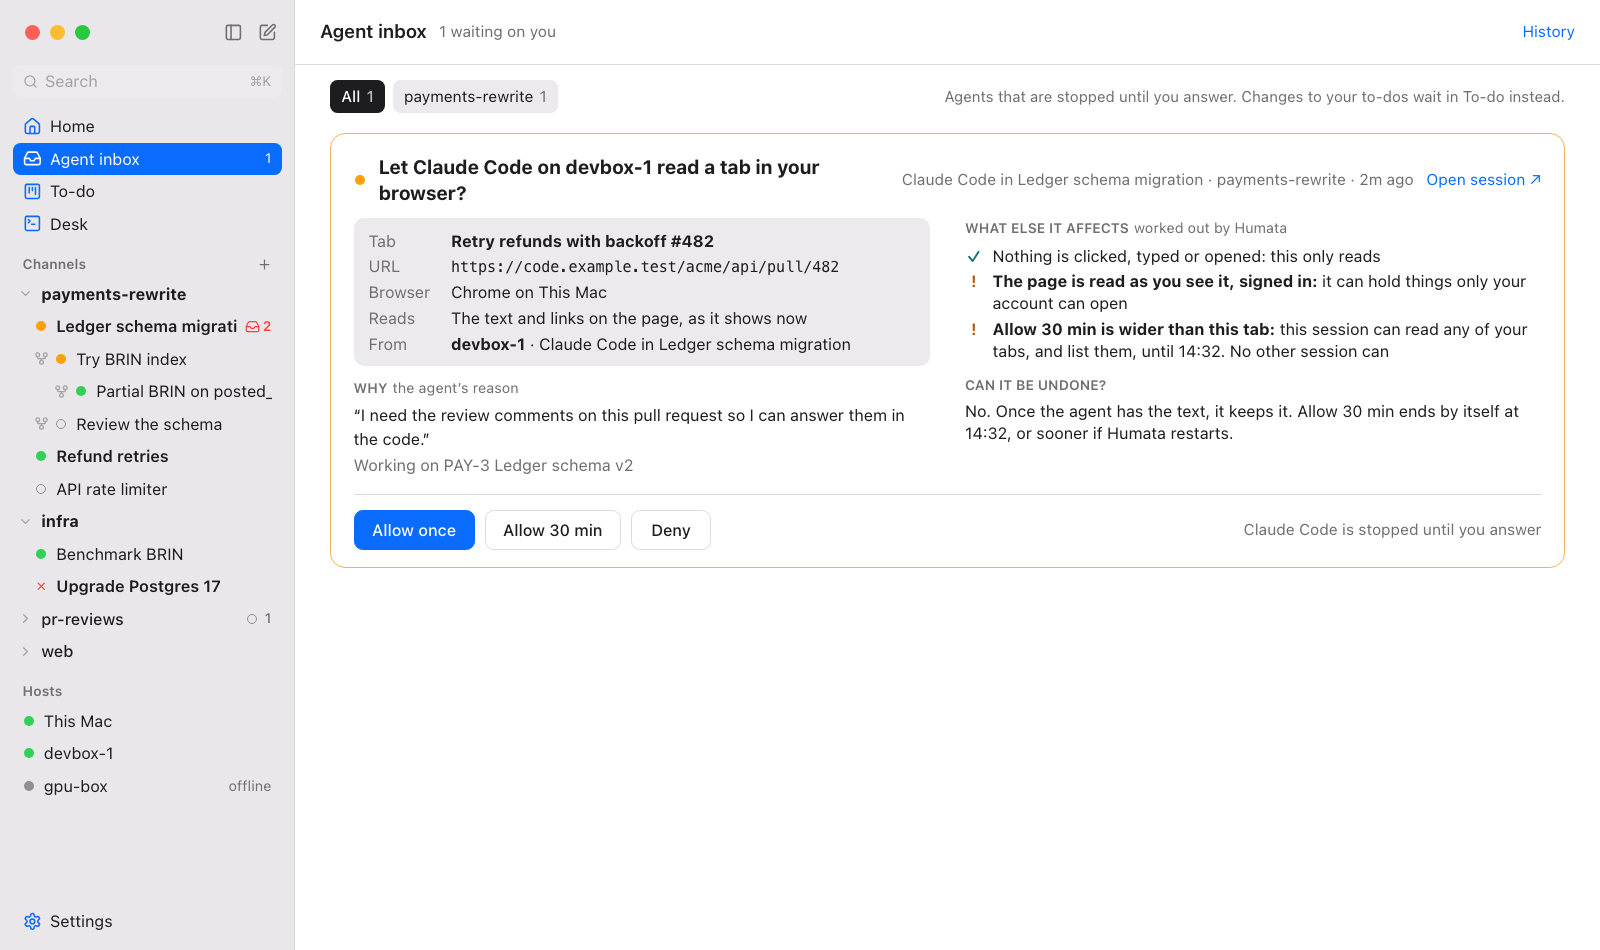 Search ⌘K
Home
Agent inbox 1
To-do
Desk
Channels +
payments-rewrite
Ledger schema migrati 2
Try BRIN index
Partial BRIN on posted_
Review the schema
Refund retries
API rate limiter
infra
Benchmark BRIN
Upgrade Postgres 17
pr-reviews 1
web
Hosts
This Mac
devbox-1
gpu-box offline
Settings
Agent inbox 1 waiting on you History
All 1 payments-rewrite 1 Agents that are stopped until you answer. Changes to your to-dos wait in To-do instead.
Let Claude Code on devbox-1 read a tab in your
browser?
Claude Code in Ledger schema migration · payments-rewrite · 2m ago Open session ↗
Tab Retry refunds with backoff #482
URL https://code.example.test/acme/api/pull/482
Browser Chrome on This Mac
Reads The text and links on the page, as it shows now
From devbox-1 · Claude Code in Ledger schema migration
WHY the agent’s reason
“I need the review comments on this pull request so I can answer them in
the code.”
Working on PAY-3 Ledger schema v2
WHAT ELSE IT AFFECTS worked out by Humata
✓ Nothing is clicked, typed or opened: this only reads
! The page is read as you see it, signed in: it can hold things only your
account can open
! Allow 30 min is wider than this tab: this session can read any of your
tabs, and list them, until 14:32. No other session can
CAN IT BE UNDONE?
No. Once the agent has the text, it keeps it. Allow 30 min ends by itself at
14:32, or sooner if Humata restarts.
Allow once Allow 30 min Deny Claude Code is stopped until you answer